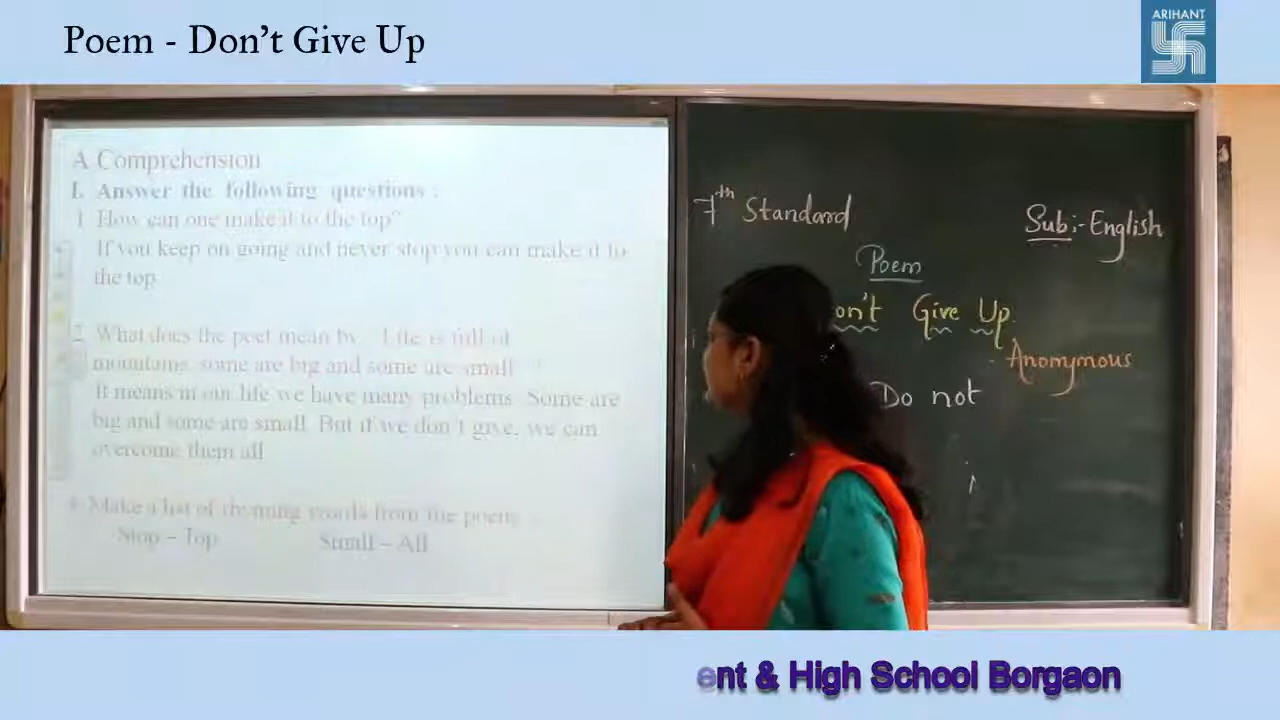 Poem - Don't Give Up
ARIHANT
A Comprehension
I. Answer the following questions :
1. How can one make it to the top?
If you keep on going and never stop you can make it to
the top
2. What does the poet mean by " Life is full of
mountains, some are big and some are small "
It means in our life we have many problems. Some are
big and some are small. But if we don't give, we can
overcome them all
Make a list of rhyming words from the poem
Stop – Top Small – All
7th Standard
Sub:- English
Poem
on't Give Up
- Anonymous
Do not
ent & High School Borgaon